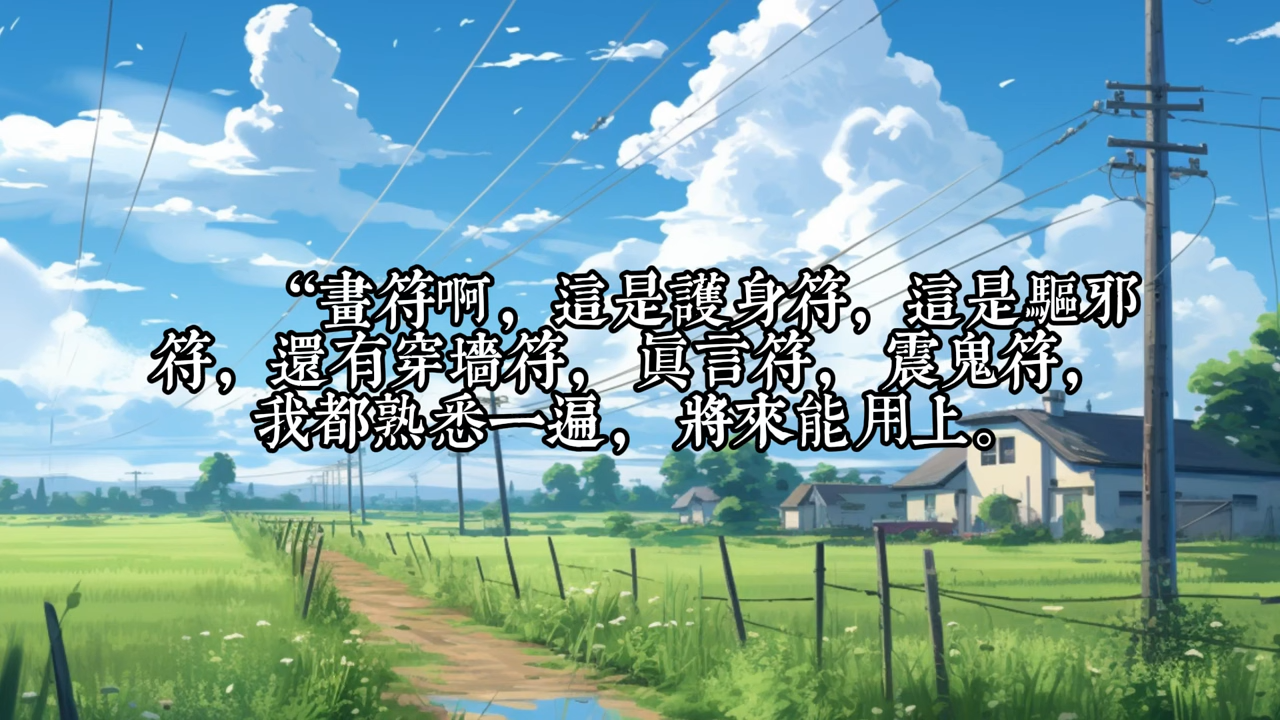 “畫符啊，這是護身符，這是驅邪
符，還有穿墻符，眞言符，震鬼符，
我都熟悉一遍，將來能用上。